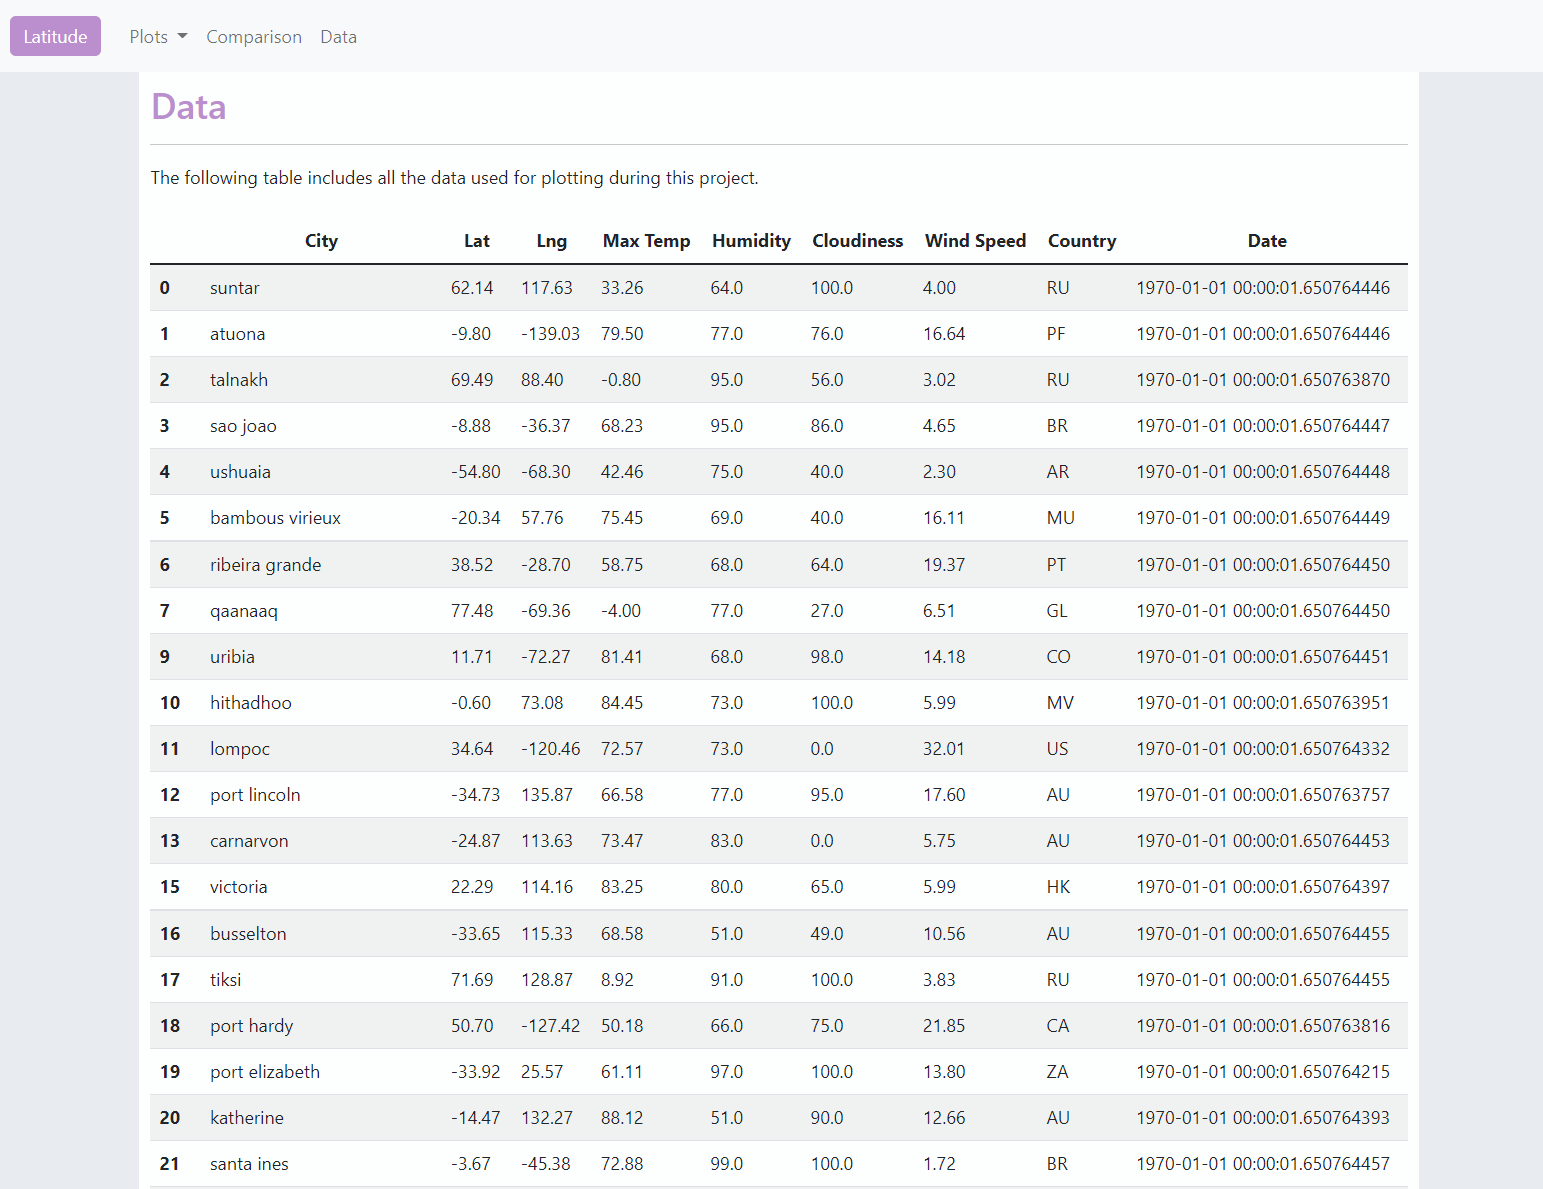 Latitude Plots Comparison Data
Data
The following table includes all the data used for plotting during this project.
City Lat Lng Max Temp Humidity Cloudiness Wind Speed Country Date
0 suntar 62.14 117.63 33.26 64.0 100.0 4.00 RU 1970-01-01 00:00:01.650764446
1 atuona -9.80 -139.03 79.50 77.0 76.0 16.64 PF 1970-01-01 00:00:01.650764446
2 talnakh 69.49 88.40 -0.80 95.0 56.0 3.02 RU 1970-01-01 00:00:01.650763870
3 sao joao -8.88 -36.37 68.23 95.0 86.0 4.65 BR 1970-01-01 00:00:01.650764447
4 ushuaia -54.80 -68.30 42.46 75.0 40.0 2.30 AR 1970-01-01 00:00:01.650764448
5 bambous virieux -20.34 57.76 75.45 69.0 40.0 16.11 MU 1970-01-01 00:00:01.650764449
6 ribeira grande 38.52 -28.70 58.75 68.0 64.0 19.37 PT 1970-01-01 00:00:01.650764450
7 qaanaaq 77.48 -69.36 -4.00 77.0 27.0 6.51 GL 1970-01-01 00:00:01.650764450
9 uribia 11.71 -72.27 81.41 68.0 98.0 14.18 CO 1970-01-01 00:00:01.650764451
10 hithadhoo -0.60 73.08 84.45 73.0 100.0 5.99 MV 1970-01-01 00:00:01.650763951
11 lompoc 34.64 -120.46 72.57 73.0 0.0 32.01 US 1970-01-01 00:00:01.650764332
12 port lincoln -34.73 135.87 66.58 77.0 95.0 17.60 AU 1970-01-01 00:00:01.650763757
13 carnarvon -24.87 113.63 73.47 83.0 0.0 5.75 AU 1970-01-01 00:00:01.650764453
15 victoria 22.29 114.16 83.25 80.0 65.0 5.99 HK 1970-01-01 00:00:01.650764397
16 busselton -33.65 115.33 68.58 51.0 49.0 10.56 AU 1970-01-01 00:00:01.650764455
17 tiksi 71.69 128.87 8.92 91.0 100.0 3.83 RU 1970-01-01 00:00:01.650764455
18 port hardy 50.70 -127.42 50.18 66.0 75.0 21.85 CA 1970-01-01 00:00:01.650763816
19 port elizabeth -33.92 25.57 61.11 97.0 100.0 13.80 ZA 1970-01-01 00:00:01.650764215
20 katherine -14.47 132.27 88.12 51.0 90.0 12.66 AU 1970-01-01 00:00:01.650764393
21 santa ines -3.67 -45.38 72.88 99.0 100.0 1.72 BR 1970-01-01 00:00:01.650764457